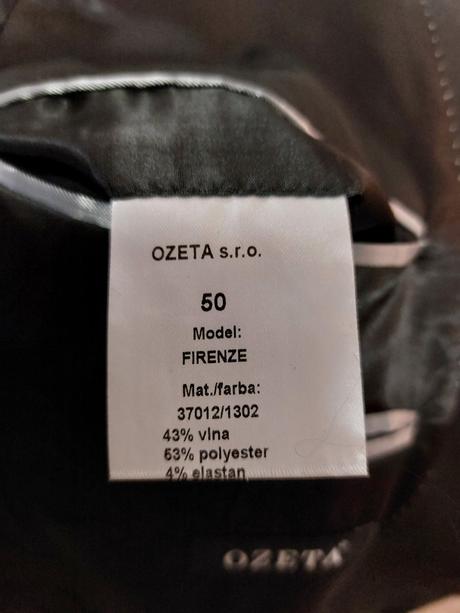 OZETA s.r.o.
50
Model:
FIRENZE
Mat./farba:
37012/1302
43% vlna
53% polyester
4% elastan
OZETA